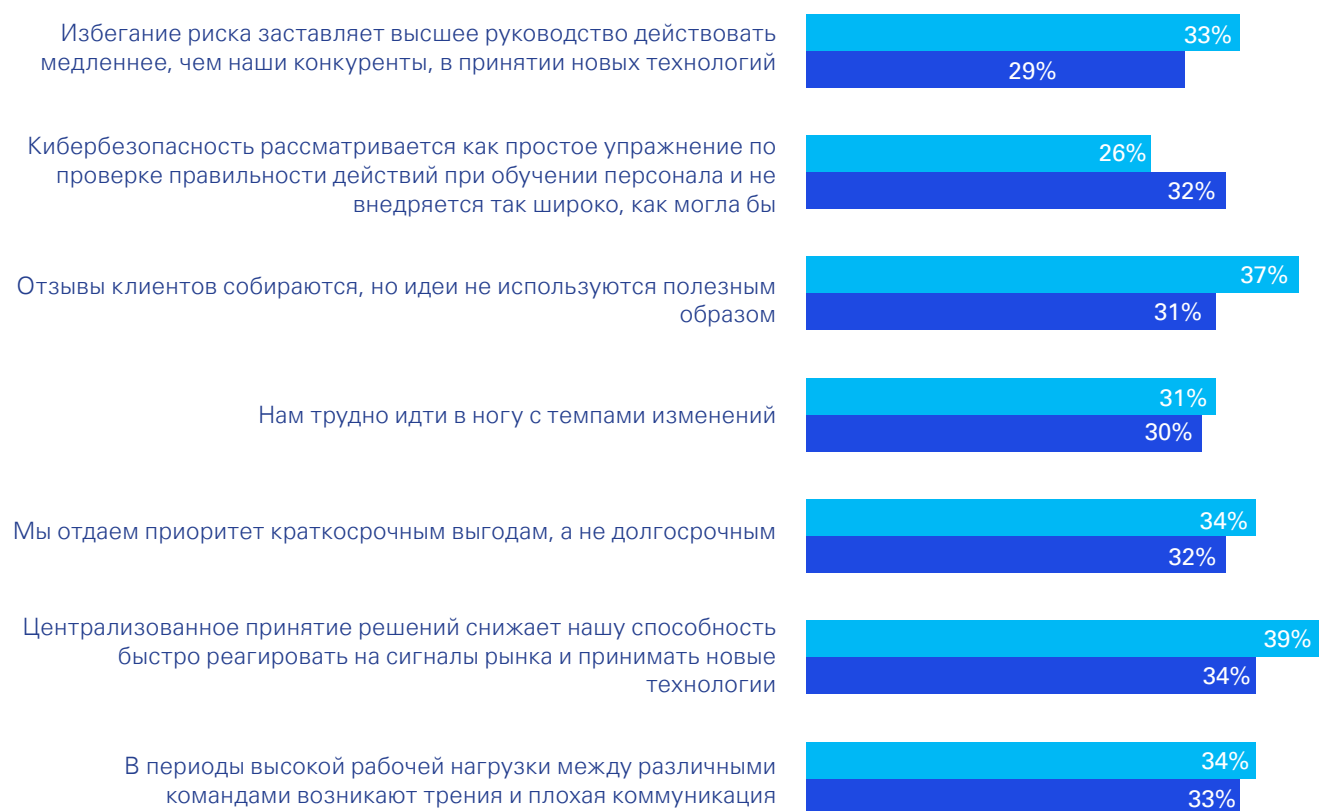 Избегание риска заставляет высшее руководство действовать
медленнее, чем наши конкуренты, в принятии новых технологий
33%
29%
Кибербезопасность рассматривается как простое упражнение по
проверке правильности действий при обучении персонала и не
внедряется так широко, как могла бы
26%
32%
Отзывы клиентов собираются, но идеи не используются полезным
образом
37%
31%
Нам трудно идти в ногу с темпами изменений
31%
30%
Мы отдаем приоритет краткосрочным выгодам, а не долгосрочным
34%
32%
Централизованное принятие решений снижает нашу способность
быстро реагировать на сигналы рынка и принимать новые
технологии
39%
34%
В периоды высокой рабочей нагрузки между различными
командами возникают трения и плохая коммуникация
34%
33%